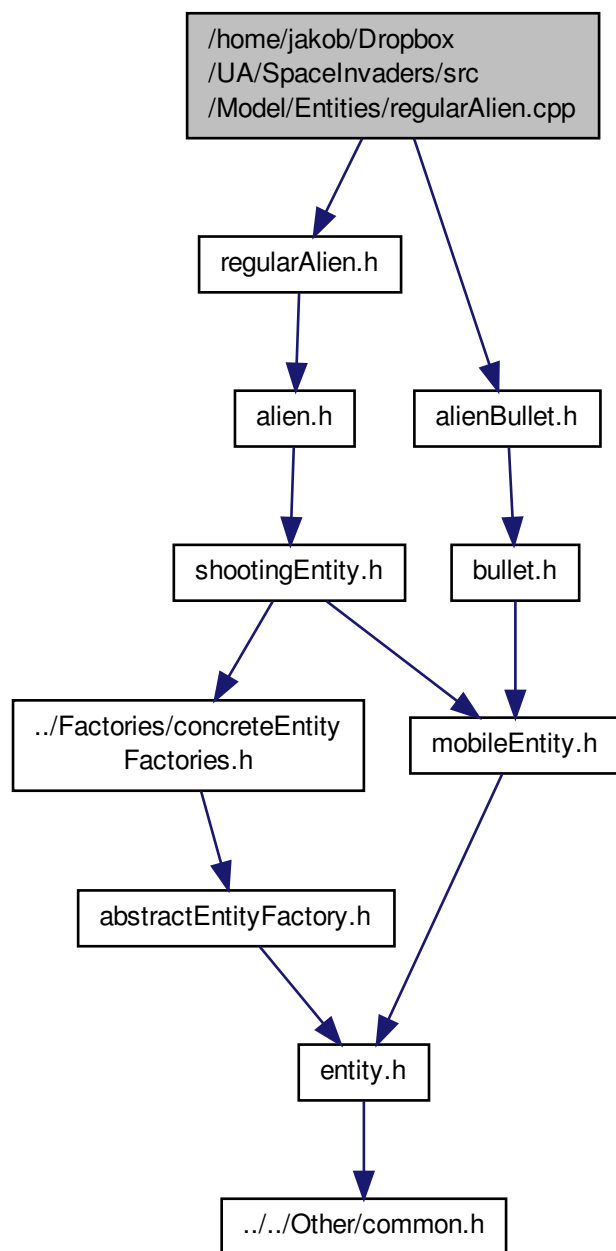 /home/jakob/Dropbox
/UA/SpaceInvaders/src
/Model/Entities/regularAlien.cpp
regularAlien.h
alien.h
alienBullet.h
shootingEntity.h
bullet.h
../Factories/concreteEntity
Factories.h
mobileEntity.h
abstractEntityFactory.h
entity.h
../../Other/common.h